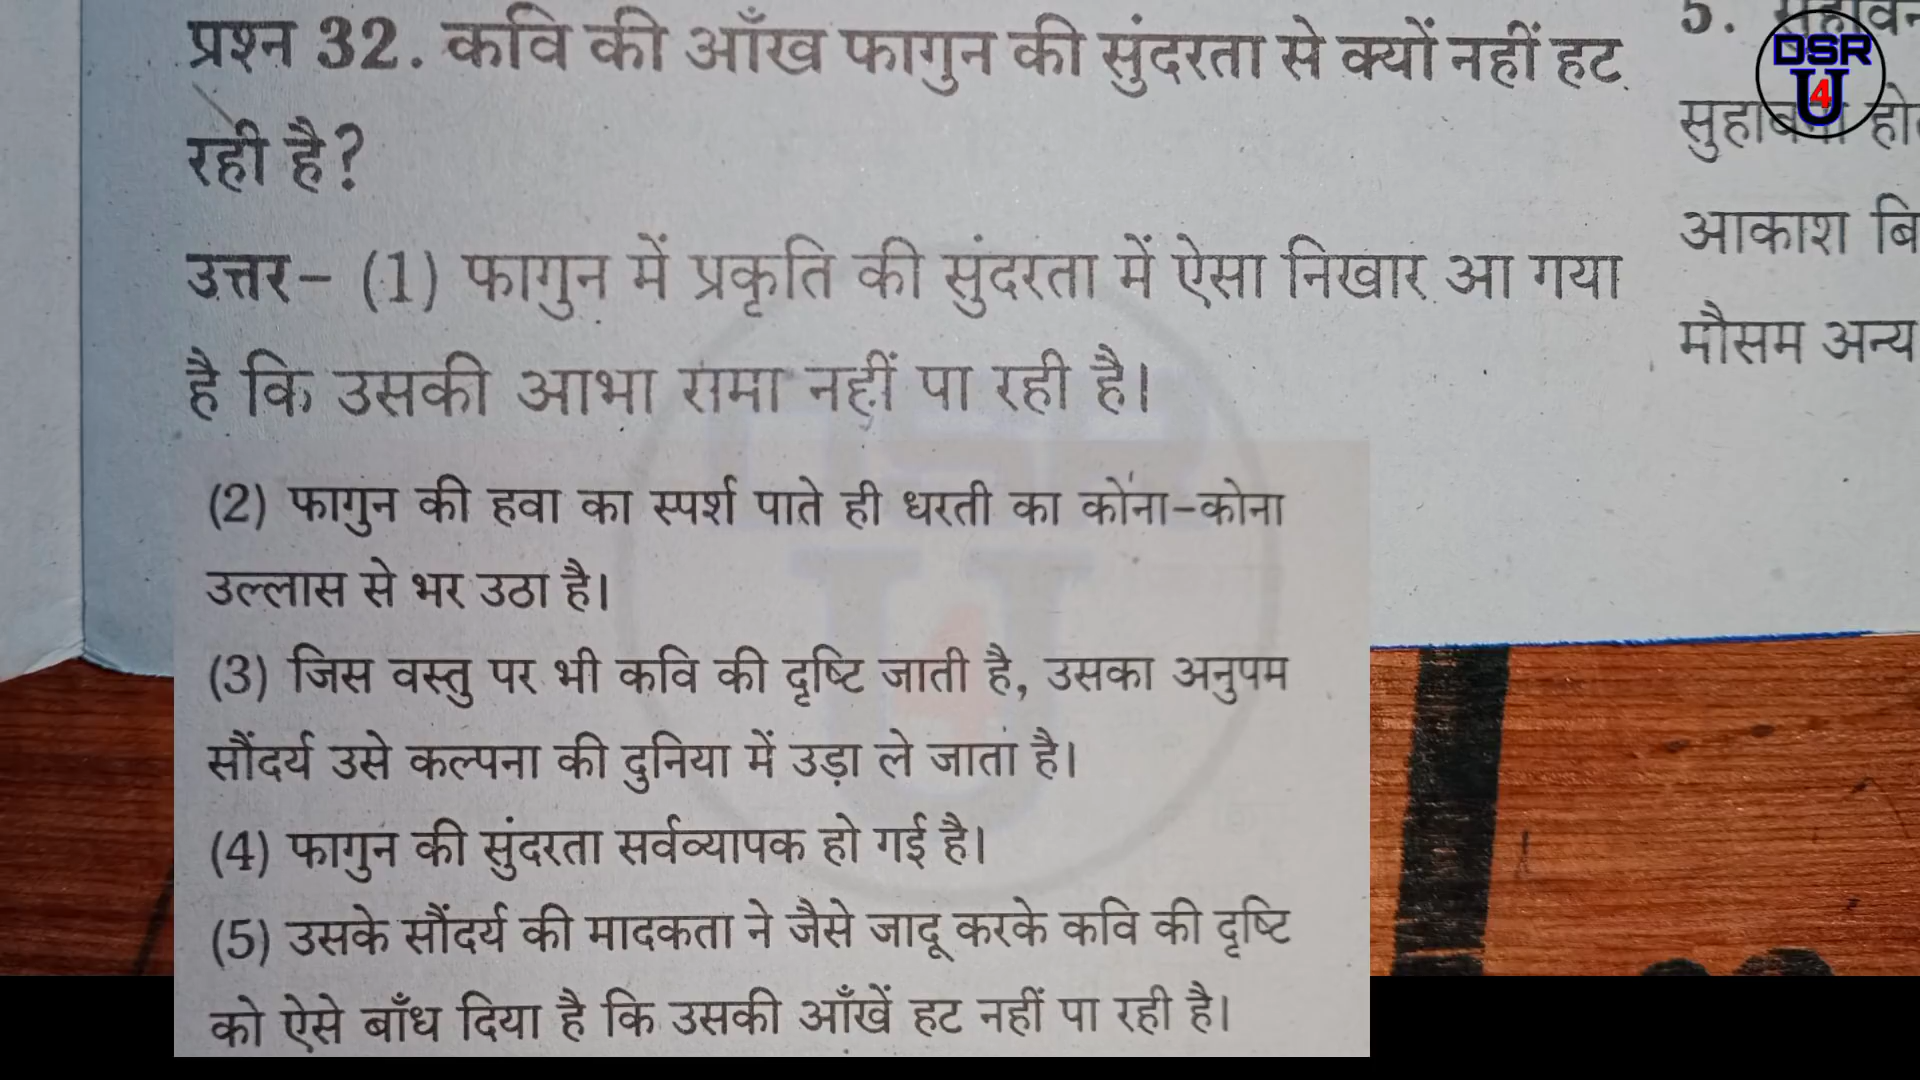 प्रश्न 32. कवि की आँख फागुन की सुंदरता से क्यों नहीं हट
रही है?
उत्तर– (1) फागुन में प्रकृति की सुंदरता में ऐसा निखार आ गया
है कि उसकी आभा समा नहीं पा रही है।
(2) फागुन की हवा का स्पर्श पाते ही धरती का कोना–कोना
उल्लास से भर उठा है।
(3) जिस वस्तु पर भी कवि की दृष्टि जाती है, उसका अनुपम
सौंदर्य उसे कल्पना की दुनिया में उड़ा ले जाता है।
(4) फागुन की सुंदरता सर्वव्यापक हो गई है।
(5) उसके सौंदर्य की मादकता ने जैसे जादू करके कवि की दृष्टि
को ऐसे बाँध दिया है कि उसकी आँखें हट नहीं पा रही है।
5.
आकाश बि
मौसम अन्य
DSR
U
4